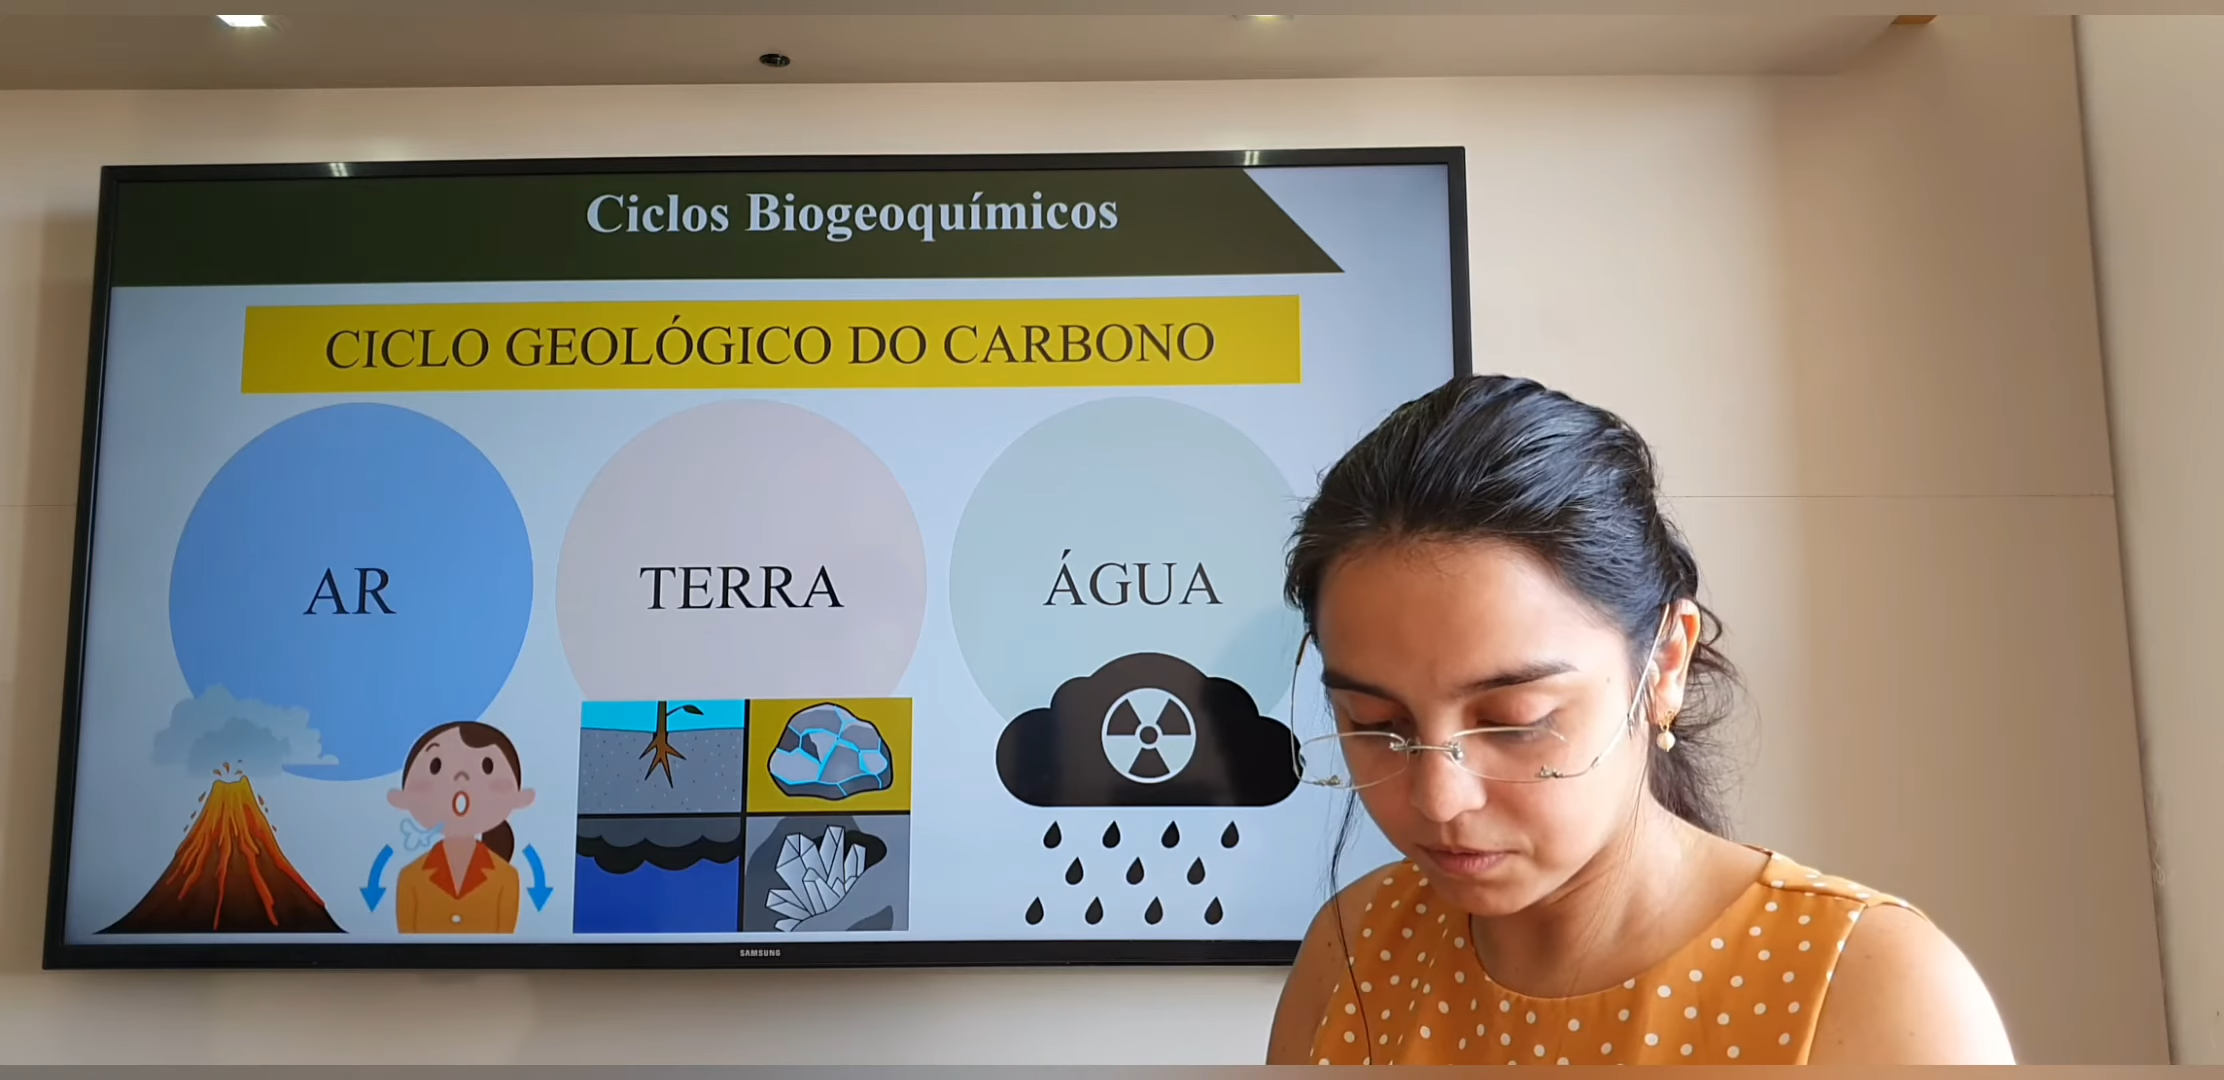 Ciclos Biogeoquímicos
CICLO GEOLÓGICO DO CARBONO
AR
TERRA
ÁGUA
SAMSUNG